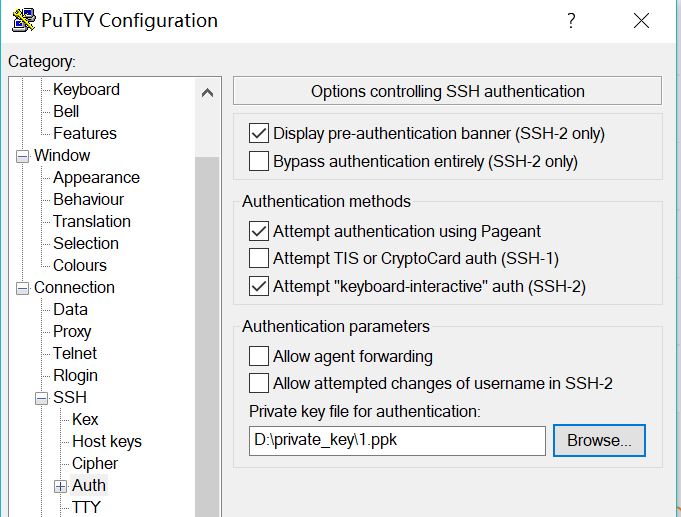 PuTTY Configuration
?
Category:
Keyboard
Bell
Features
Window
Appearance
Behaviour
Translation
Selection
Colours
Connection
Data
Proxy
Telnet
Rlogin
SSH
Kex
Host keys
Cipher
Auth
TTY
Options controlling SSH authentication
Display pre-authentication banner (SSH-2 only)
Bypass authentication entirely (SSH-2 only)
Authentication methods
Attempt authentication using Pageant
Attempt TIS or CryptoCard auth (SSH-1)
Attempt "keyboard-interactive" auth (SSH-2)
Authentication parameters
Allow agent forwarding
Allow attempted changes of username in SSH-2
Private key file for authentication:
D:\private_key\1.ppk
Browse...